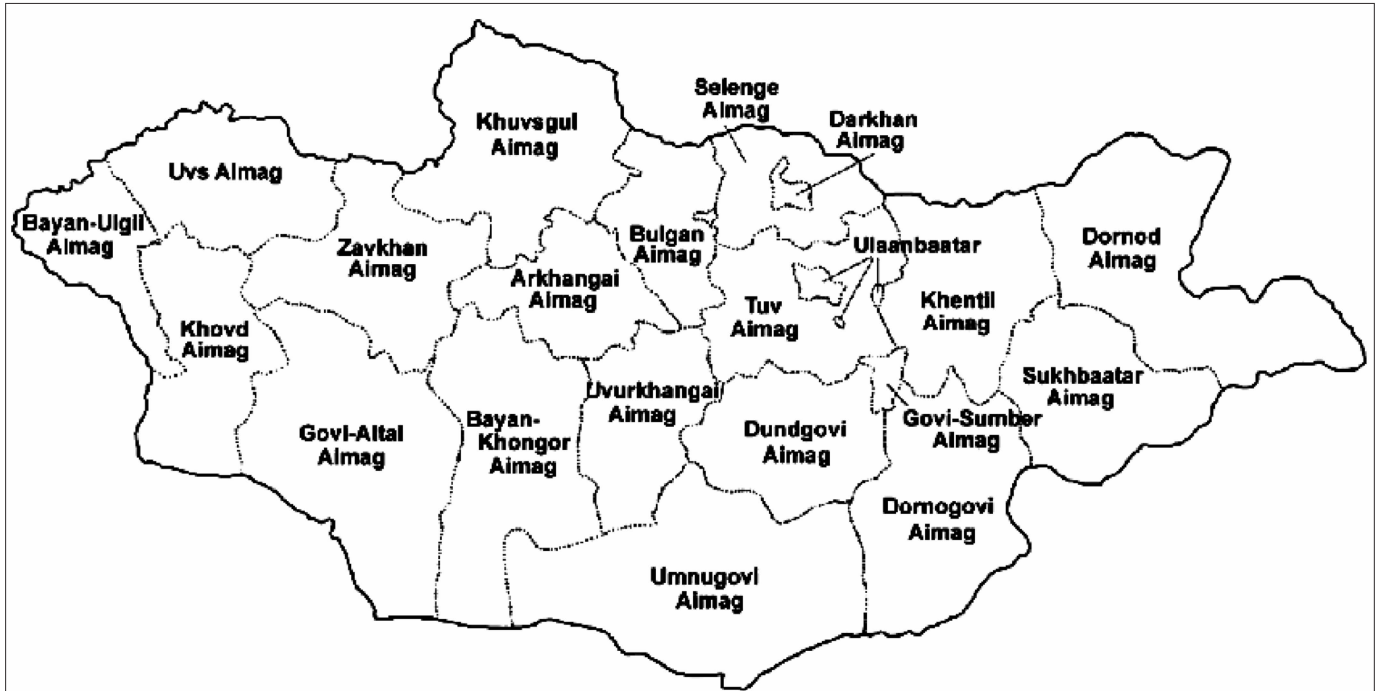 Selenge
Aimag
Darkhan
Aimag
Khuvsgul
Aimag
Uvs Aimag
Bayan-Ulgii
Aimag
Zavkhan
Aimag
Bulgan
Aimag
Ulaanbaatar
Dornod
Aimag
Arkhangai
Aimag
Khovd
Aimag
Tuv
Aimag
Khentii
Aimag
Sukhbaatar
Aimag
Uvurkhangai
Aimag
Govi-Altai
Aimag
Bayan-
Khongor
Aimag
Dundgovi
Aimag
Govi-Sumber
Aimag
Dornogovi
Aimag
Umnugovi
Aimag